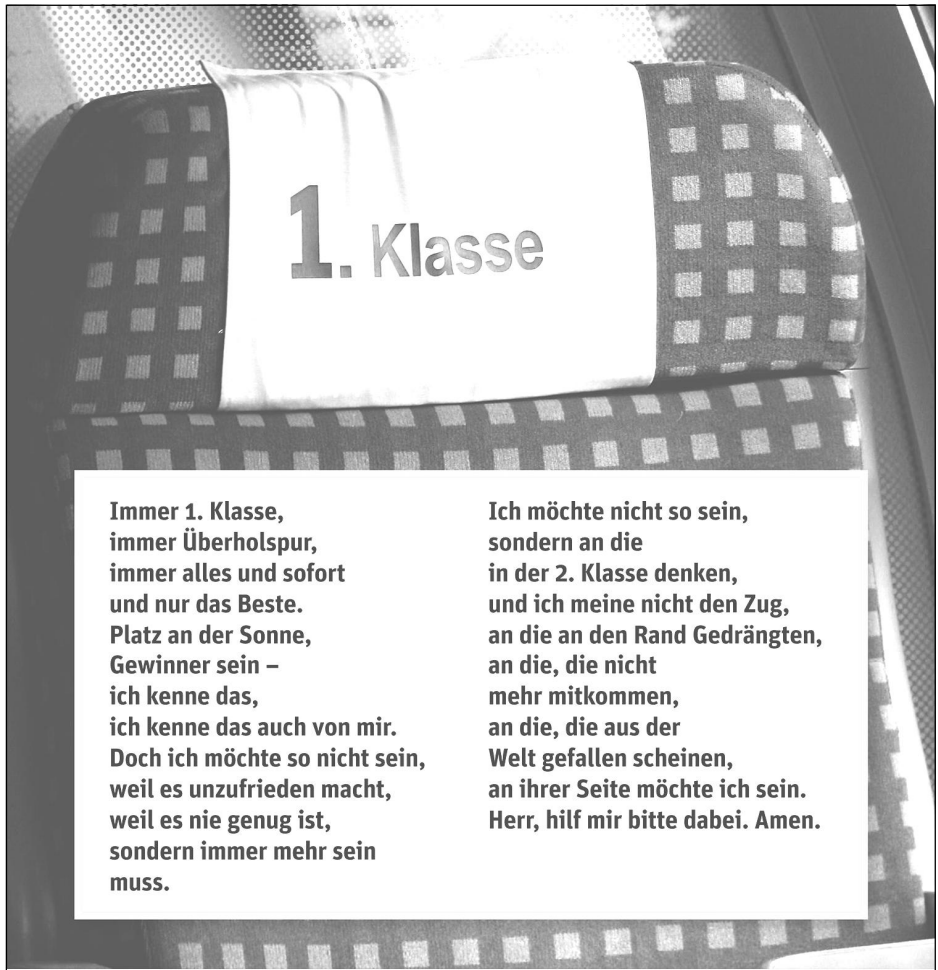 1. Klasse
Immer 1. Klasse,
immer Überholspur,
immer alles und sofort
und nur das Beste.
Platz an der Sonne,
Gewinner sein –
ich kenne das,
ich kenne das auch von mir.
Doch ich möchte so nicht sein,
weil es unzufrieden macht,
weil es nie genug ist,
sondern immer mehr sein
muss.
Ich möchte nicht so sein,
sondern an die
in der 2. Klasse denken,
und ich meine nicht den Zug,
an die an den Rand Gedrängten,
an die, die nicht
mehr mitkommen,
an die, die aus der
Welt gefallen scheinen,
an ihrer Seite möchte ich sein.
Herr, hilf mir bitte dabei. Amen.